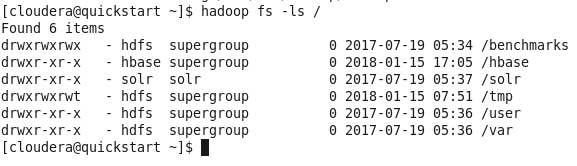 [cloudera@quickstart ~]$ hadoop fs -ls /
Found 6 items
drwxrwxrwx   - hdfs  supergroup          0 2017-07-19 05:34 /benchmarks
drwxr-xr-x   - hbase supergroup          0 2018-01-15 17:05 /hbase
drwxr-xr-x   - solr  solr                0 2017-07-19 05:37 /solr
drwxrwxrwt   - hdfs  supergroup          0 2018-01-15 07:51 /tmp
drwxr-xr-x   - hdfs  supergroup          0 2017-07-19 05:36 /user
drwxr-xr-x   - hdfs  supergroup          0 2017-07-19 05:36 /var
[cloudera@quickstart ~]$